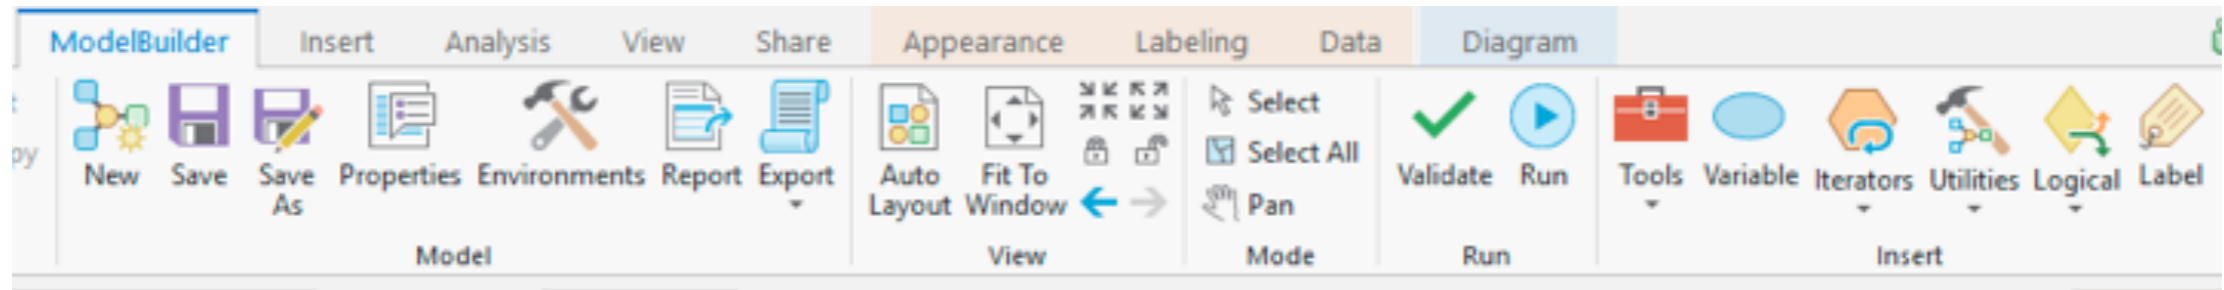 ModelBuilder Insert Analysis View Share Appearance Labeling Data Diagram
New Save Save As Properties Environments Report Export
Model
Auto Layout Fit To Window
View
Select
Select All
Pan
Mode
Validate Run
Run
Tools Variable Iterators Utilities Logical Label
Insert